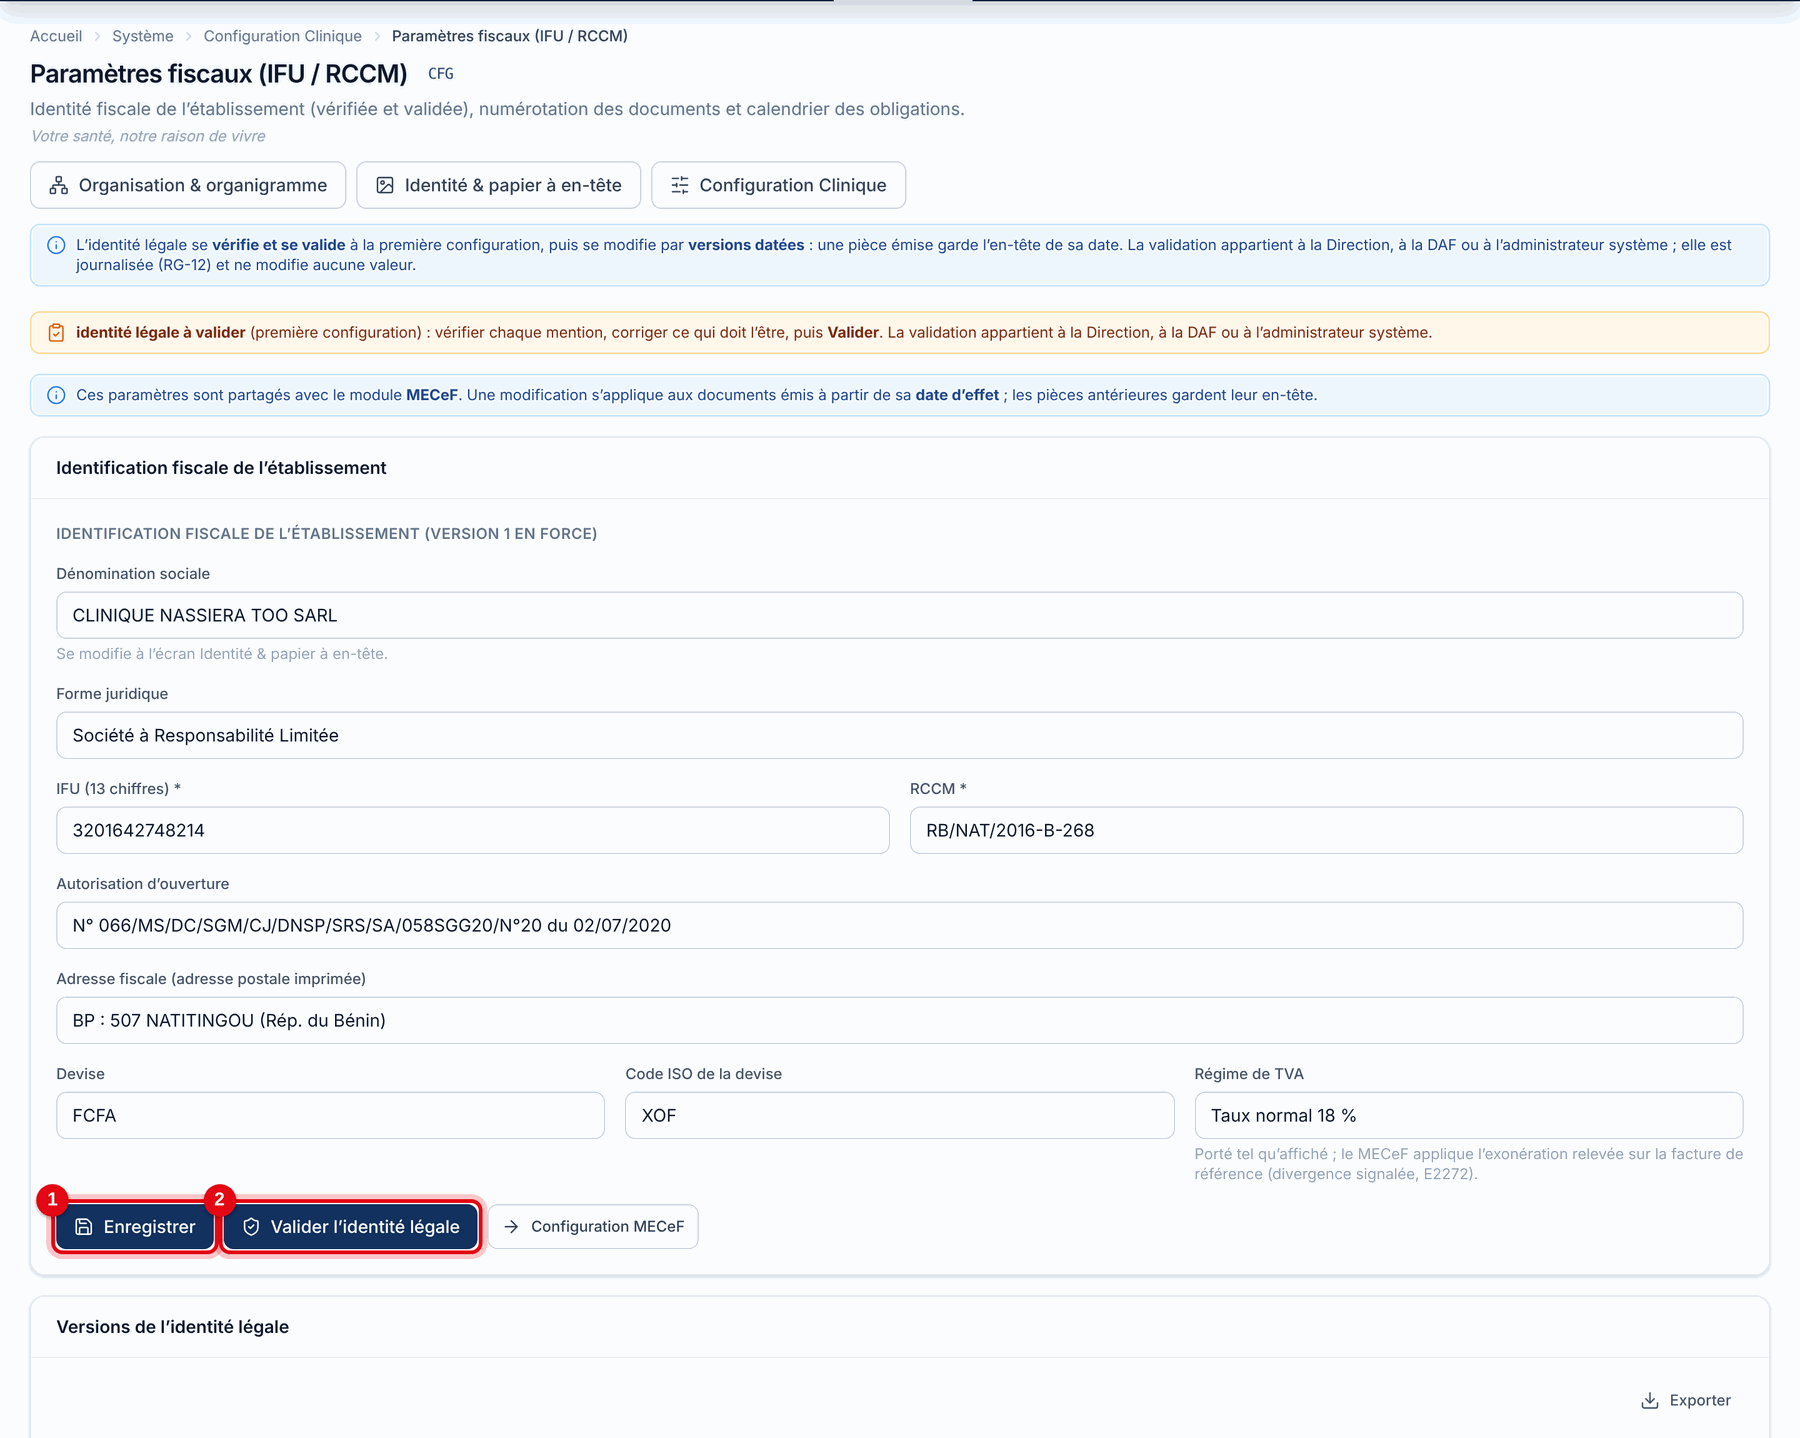 Accueil > Système > Configuration Clinique > Paramètres fiscaux (IFU / RCCM)
Paramètres fiscaux (IFU / RCCM) CFG
Identité fiscale de l’établissement (vérifiée et validée), numérotation des documents et calendrier des obligations.
Votre santé, notre raison de vivre
Organisation & organigramme Identité & papier à en-tête Configuration Clinique
L’identité légale se vérifie et se valide à la première configuration, puis se modifie par versions datées : une pièce émise garde l’en-tête de sa date. La validation appartient à la Direction, à la DAF ou à l’administrateur système ; elle est
journalisée (RG-12) et ne modifie aucune valeur.
identité légale à valider (première configuration) : vérifier chaque mention, corriger ce qui doit l’être, puis Valider. La validation appartient à la Direction, à la DAF ou à l’administrateur système.
Ces paramètres sont partagés avec le module MECeF. Une modification s’applique aux documents émis à partir de sa date d’effet ; les pièces antérieures gardent leur en-tête.
Identification fiscale de l’établissement
IDENTIFICATION FISCALE DE L’ÉTABLISSEMENT (VERSION 1 EN FORCE)
Dénomination sociale
CLINIQUE NASSIERA TOO SARL
Se modifie à l’écran Identité & papier à en-tête.
Forme juridique
Société à Responsabilité Limitée
IFU (13 chiffres) * RCCM *
3201642748214 RB/NAT/2016-B-268
Autorisation d’ouverture
N° 066/MS/DC/SGM/CJ/DNSP/SRS/SA/058SGG20/N°20 du 02/07/2020
Adresse fiscale (adresse postale imprimée)
BP : 507 NATITINGOU (Rép. du Bénin)
Devise Code ISO de la devise Régime de TVA
FCFA XOF Taux normal 18 %
Porté tel qu’affiché ; le MECeF applique l’exonération relevée sur la facture de
référence (divergence signalée, E2272).
1 2
Enregistrer Valider l’identité légale Configuration MECeF
Versions de l’identité légale
Exporter